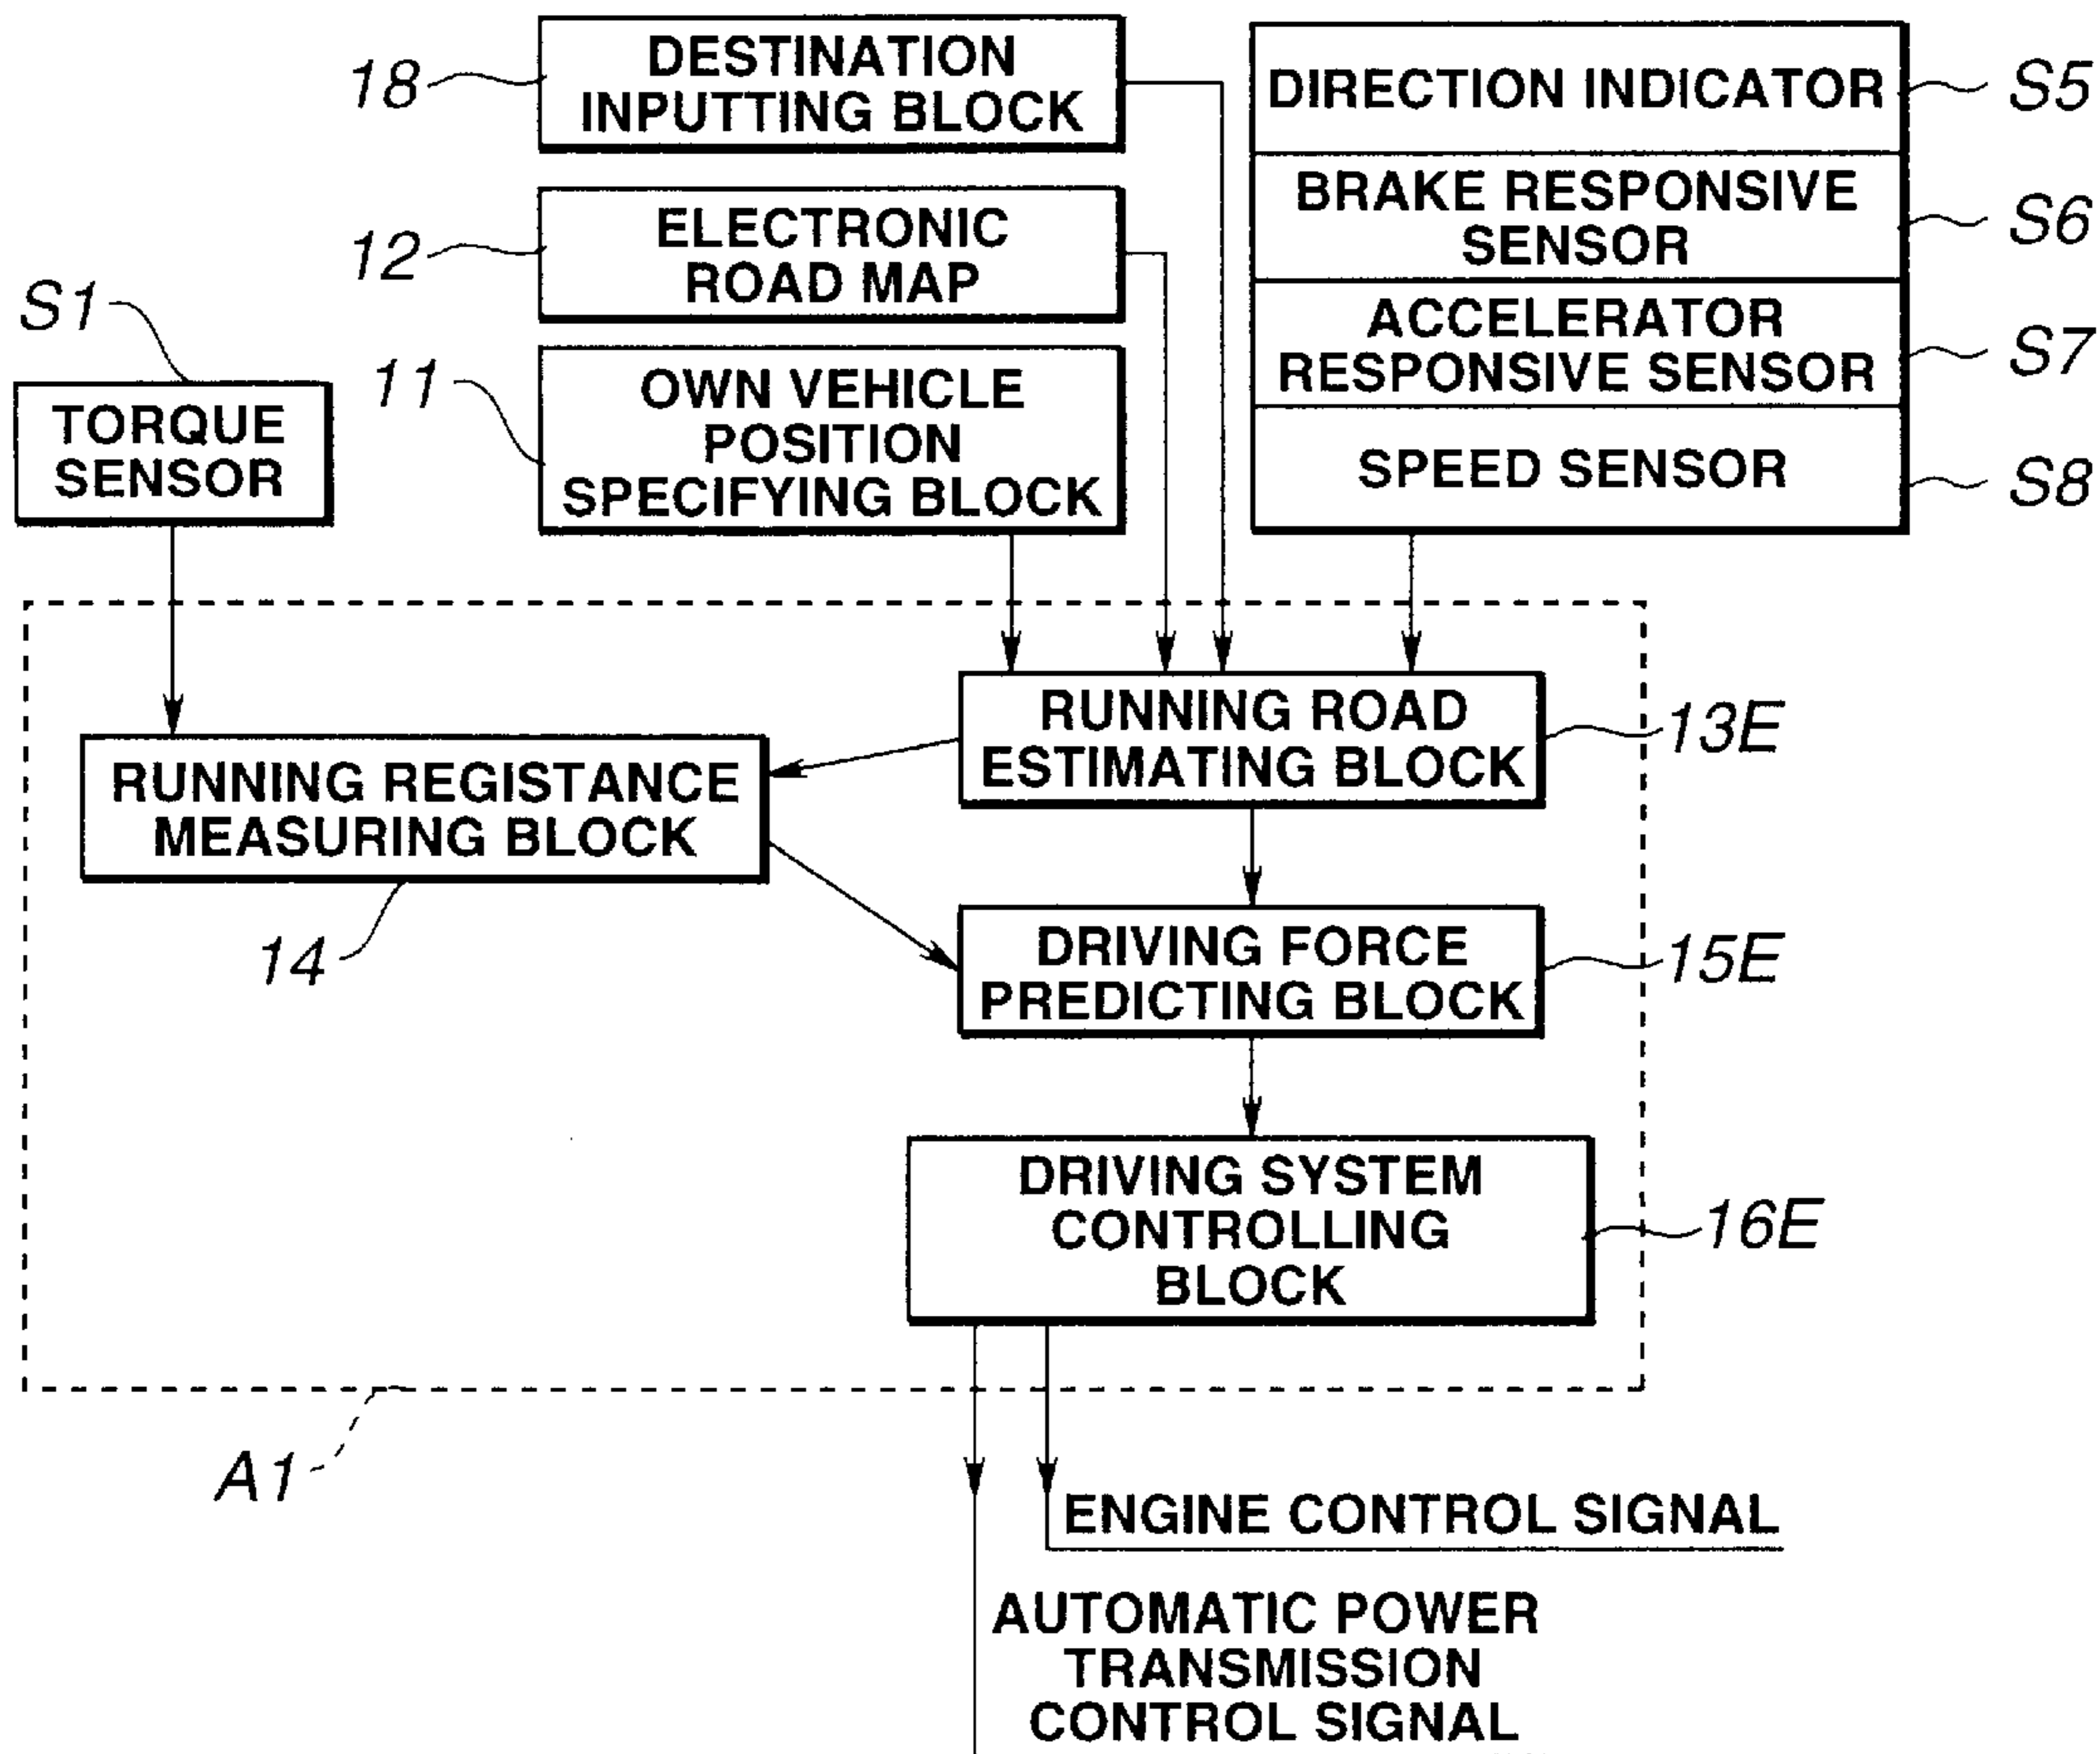 18
DESTINATION
INPUTTING BLOCK
DIRECTION INDICATOR
S5
BRAKE RESPONSIVE
SENSOR
S6
12
ELECTRONIC
ROAD MAP
ACCELERATOR
RESPONSIVE SENSOR
S7
S1
TORQUE
SENSOR
11
OWN VEHICLE
POSITION
SPECIFYING BLOCK
SPEED SENSOR
S8
RUNNING ROAD
ESTIMATING BLOCK
13E
RUNNING REGISTANCE
MEASURING BLOCK
14
DRIVING FORCE
PREDICTING BLOCK
15E
DRIVING SYSTEM
CONTROLLING
BLOCK
16E
A1
ENGINE CONTROL SIGNAL
AUTOMATIC POWER
TRANSMISSION
CONTROL SIGNAL